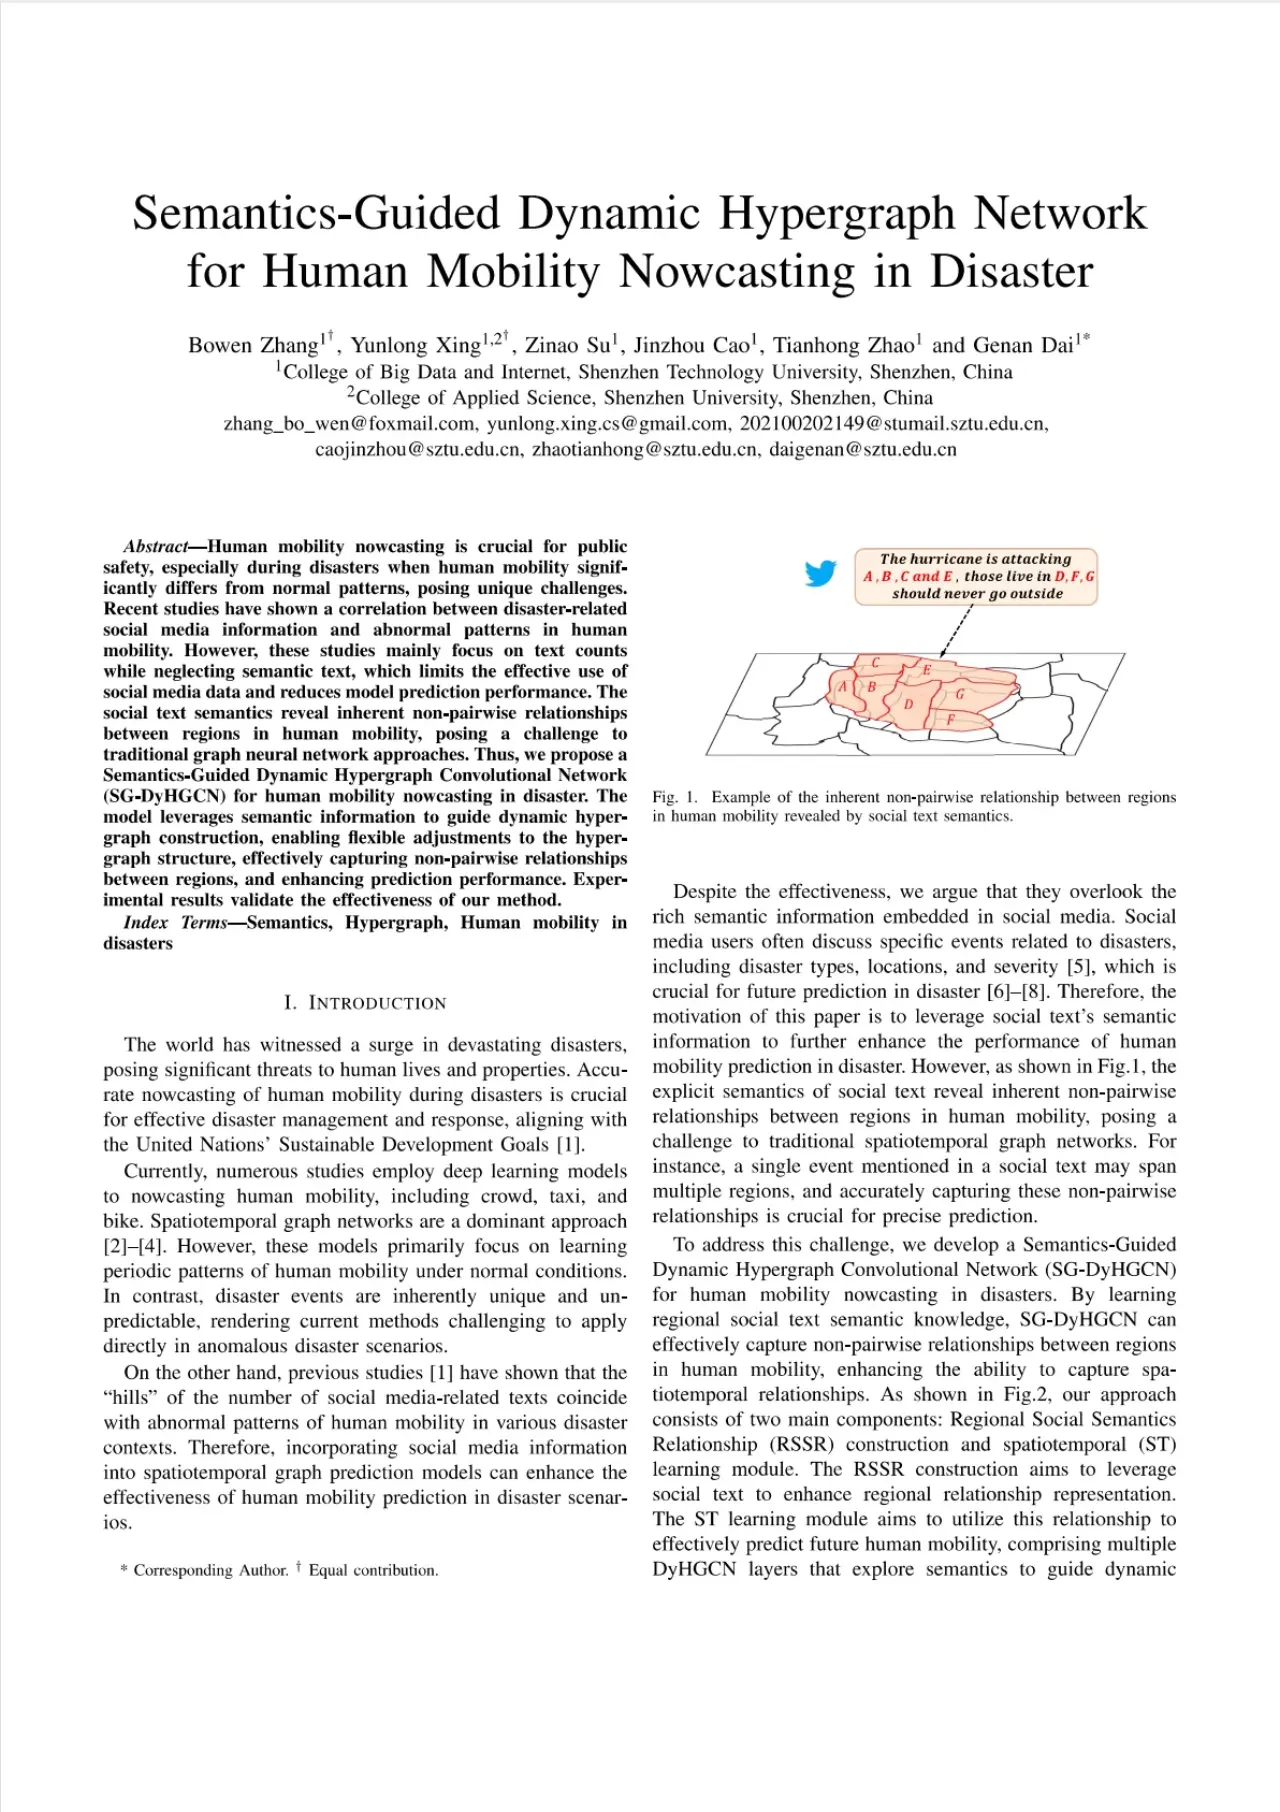 Semantics-Guided Dynamic Hypergraph Network
for Human Mobility Nowcasting in Disaster
Bowen Zhang1†, Yunlong Xing1,2†, Zinao Su1, Jinzhou Cao1, Tianhong Zhao1 and Genan Dai1*
1College of Big Data and Internet, Shenzhen Technology University, Shenzhen, China
2College of Applied Science, Shenzhen University, Shenzhen, China
zhang_bo_wen@foxmail.com, yunlong.xing.cs@gmail.com, 202100202149@stumail.sztu.edu.cn,
caojinzhou@sztu.edu.cn, zhaotianhong@sztu.edu.cn, daigenan@sztu.edu.cn
Abstract—Human mobility nowcasting is crucial for public
safety, especially during disasters when human mobility signif-
icantly differs from normal patterns, posing unique challenges.
Recent studies have shown a correlation between disaster-related
social media information and abnormal patterns in human
mobility. However, these studies mainly focus on text counts
while neglecting semantic text, which limits the effective use of
social media data and reduces model prediction performance. The
social text semantics reveal inherent non-pairwise relationships
between regions in human mobility, posing a challenge to
traditional graph neural network approaches. Thus, we propose a
Semantics-Guided Dynamic Hypergraph Convolutional Network
(SG-DyHGCN) for human mobility nowcasting in disaster. The
model leverages semantic information to guide dynamic hyper-
graph construction, enabling flexible adjustments to the hyper-
graph structure, effectively capturing non-pairwise relationships
between regions, and enhancing prediction performance. Exper-
imental results validate the effectiveness of our method.
Index Terms—Semantics, Hypergraph, Human mobility in
disasters
I. INTRODUCTION
The world has witnessed a surge in devastating disasters,
posing significant threats to human lives and properties. Accu-
rate nowcasting of human mobility during disasters is crucial
for effective disaster management and response, aligning with
the United Nations' Sustainable Development Goals [1].
Currently, numerous studies employ deep learning models
to nowcasting human mobility, including crowd, taxi, and
bike. Spatiotemporal graph networks are a dominant approach
[2]–[4]. However, these models primarily focus on learning
periodic patterns of human mobility under normal conditions.
In contrast, disaster events are inherently unique and un-
predictable, rendering current methods challenging to apply
directly in anomalous disaster scenarios.
On the other hand, previous studies [1] have shown that the
“hills” of the number of social media-related texts coincide
with abnormal patterns of human mobility in various disaster
contexts. Therefore, incorporating social media information
into spatiotemporal graph prediction models can enhance the
effectiveness of human mobility prediction in disaster scenar-
ios.
* Corresponding Author. † Equal contribution.
The hurricane is attacking
A , B , C and E , those live in D, F, G
should never go outside
C
E
A
B
G
D
F
Fig. 1. Example of the inherent non-pairwise relationship between regions
in human mobility revealed by social text semantics.
Despite the effectiveness, we argue that they overlook the
rich semantic information embedded in social media. Social
media users often discuss specific events related to disasters,
including disaster types, locations, and severity [5], which is
crucial for future prediction in disaster [6]–[8]. Therefore, the
motivation of this paper is to leverage social text's semantic
information to further enhance the performance of human
mobility prediction in disaster. However, as shown in Fig.1, the
explicit semantics of social text reveal inherent non-pairwise
relationships between regions in human mobility, posing a
challenge to traditional spatiotemporal graph networks. For
instance, a single event mentioned in a social text may span
multiple regions, and accurately capturing these non-pairwise
relationships is crucial for precise prediction.
To address this challenge, we develop a Semantics-Guided
Dynamic Hypergraph Convolutional Network (SG-DyHGCN)
for human mobility nowcasting in disasters. By learning
regional social text semantic knowledge, SG-DyHGCN can
effectively capture non-pairwise relationships between regions
in human mobility, enhancing the ability to capture spa-
tiotemporal relationships. As shown in Fig.2, our approach
consists of two main components: Regional Social Semantics
Relationship (RSSR) construction and spatiotemporal (ST)
learning module. The RSSR construction aims to leverage
social text to enhance regional relationship representation.
The ST learning module aims to utilize this relationship to
effectively predict future human mobility, comprising multiple
DyHGCN layers that explore semantics to guide dynamic